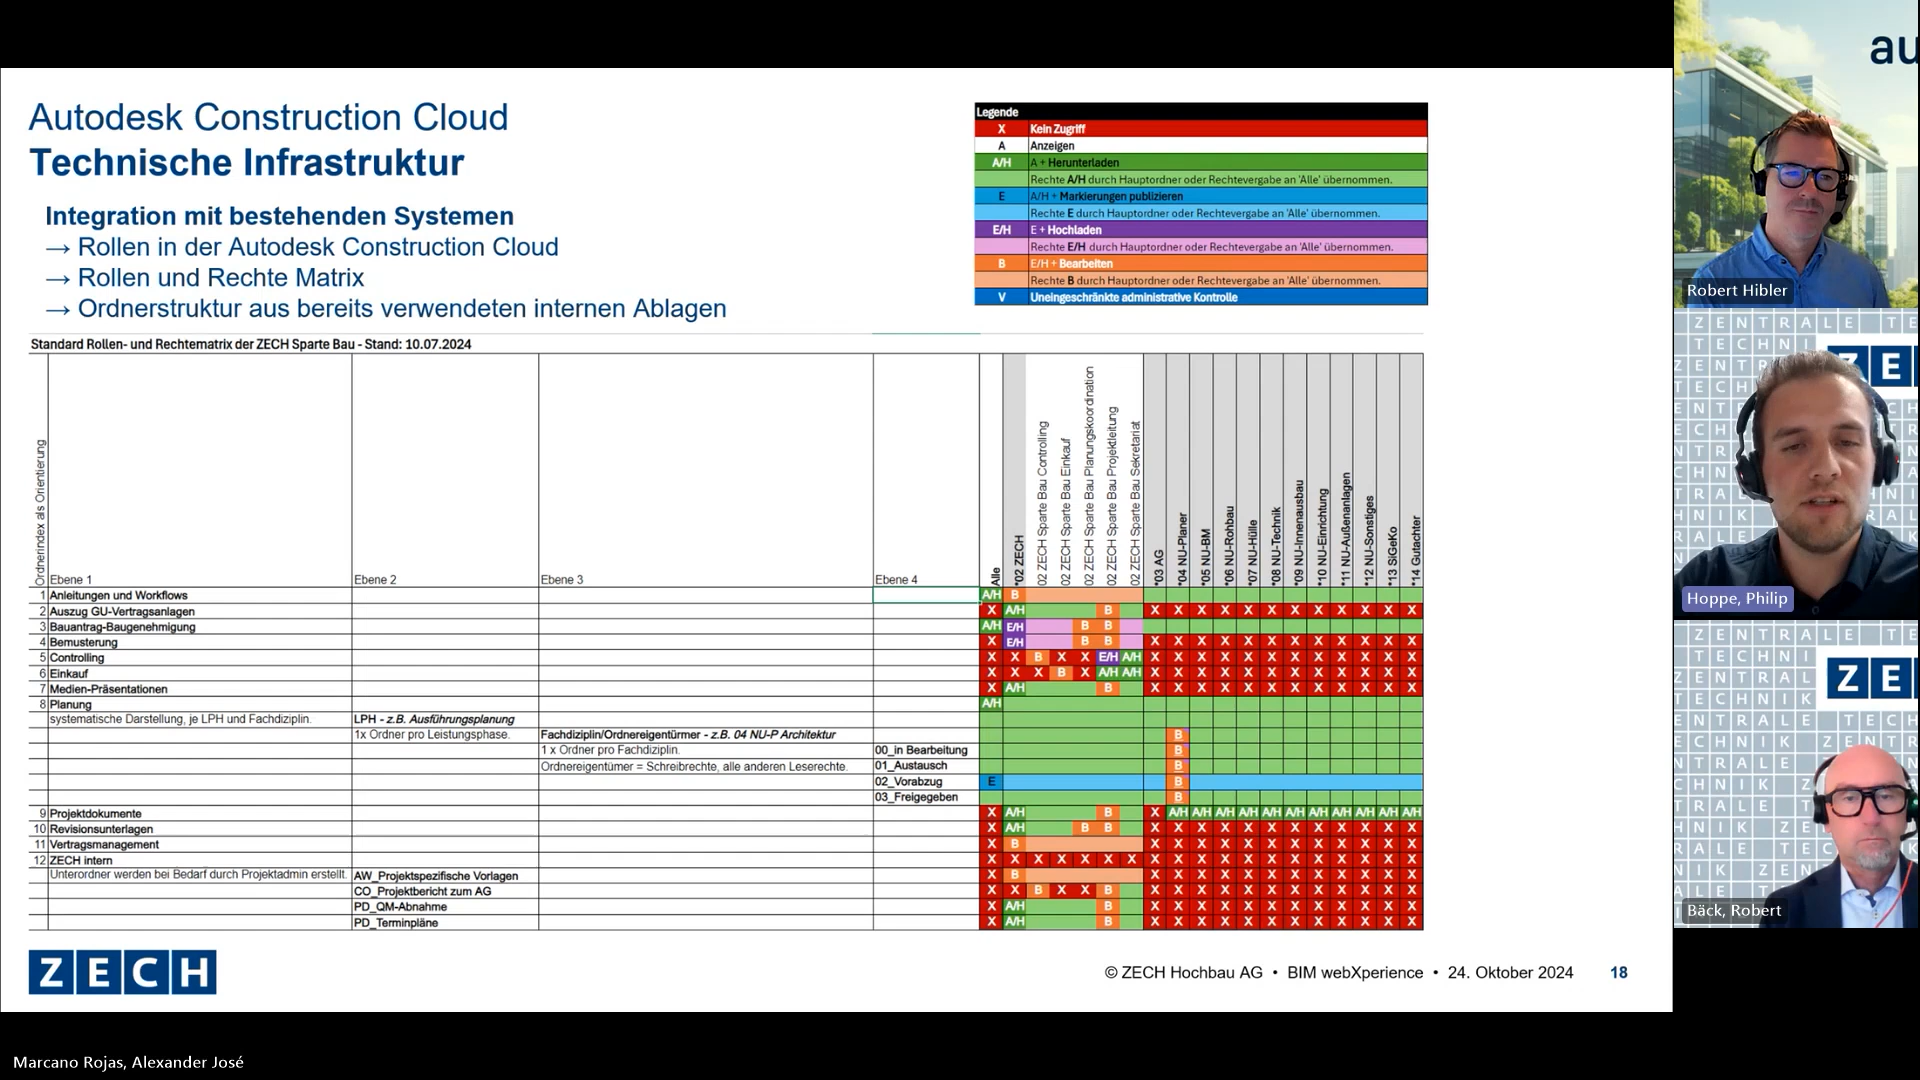 Autodesk Construction Cloud
Technische Infrastruktur
Integration mit bestehenden Systemen
→ Rollen in der Autodesk Construction Cloud
→ Rollen und Rechte Matrix
→ Ordnerstruktur aus bereits verwendeten internen Ablagen
Legende
X Kein Zugriff
A Anzeigen
A/H A + Herunterladen
Rechte A/H durch Hauptordner oder Rechtevergabe an 'Alle' übernommen.
E A/H + Markierungen publizieren
Rechte E durch Hauptordner oder Rechtevergabe an 'Alle' übernommen.
E/H E + Hochladen
Rechte E/H durch Hauptordner oder Rechtevergabe an 'Alle' übernommen.
B E/H + Bearbeiten
Rechte B durch Hauptordner oder Rechtevergabe an 'Alle' übernommen.
V Uneingeschränkte administrative Kontrolle
Standard Rollen- und Rechtematrix der ZECH Sparte Bau - Stand: 10.07.2024
Ordnerindex als Orientierung
Ebene 1
Ebene 2
Ebene 3
Ebene 4
Alle
*02 ZECH
02 ZECH Sparte Bau Controlling
02 ZECH Sparte Bau Einkauf
02 ZECH Sparte Bau Planungskoordination
02 ZECH Sparte Bau Projektleitung
02 ZECH Sparte Bau Sekretariat
*03 AG
*04 NU-Planer
*05 NU-BM
*06 NU-Rohbau
*07 NU-Hülle
*08 NU-Technik
*09 NU-Innenausbau
*10 NU-Einrichtung
*11 NU-Außenanlagen
*12 NU-Sonstiges
*13 SiGeKo
*14 Gutachter
1 Anleitungen und Workflows A/H B
2 Auszug GU-Vertragsanlagen X A/H B X X X X X X X X X X X X
3 Bauantrag-Baugenehmigung A/H E/H B B
4 Bemusterung X E/H B B X X X X X X X X X X X X
5 Controlling X X B X X E/H A/H X X X X X X X X X X X X
6 Einkauf X X X B X A/H A/H X X X X X X X X X X X X
7 Medien-Präsentationen X A/H B X X X X X X X X X X X X
8 Planung A/H
systematische Darstellung, je LPH und Fachdiziplin. LPH - z.B. Ausführungsplanung
1x Ordner pro Leistungsphase. Fachdiziplin/Ordnereigentürmer - z.B. 04 NU-P Architektur B
1 x Ordner pro Fachdiziplin. 00_in Bearbeitung B
Ordnereigentümer = Schreibrechte, alle anderen Leserechte. 01_Austausch B
02_Vorabzug E B
03_Freigegeben B
9 Projektdokumente X A/H B X A/H A/H A/H A/H A/H A/H A/H A/H A/H A/H A/H
10 Revisionsunterlagen X A/H B B X X X X X X X X X X X X
11 Vertragsmanagement X B X X X X X X X X X X X X
12 ZECH intern X X X X X X X X X X X X X X X X X X X
Unterordner werden bei Bedarf durch Projektadmin erstellt. AW_Projektspezifische Vorlagen X B X X X X X X X X X X X X
CO_Projektbericht zum AG X X B X X B X X X X X X X X X X X X
PD_QM-Abnahme X A/H B X X X X X X X X X X X X
PD_Terminpläne X A/H B X X X X X X X X X X X X
ZECH
© ZECH Hochbau AG • BIM webXperience • 24. Oktober 2024 18
au
Robert Hibler
ZE
Hoppe, Philip
ZE
Bäck, Robert
Marcano Rojas, Alexander José